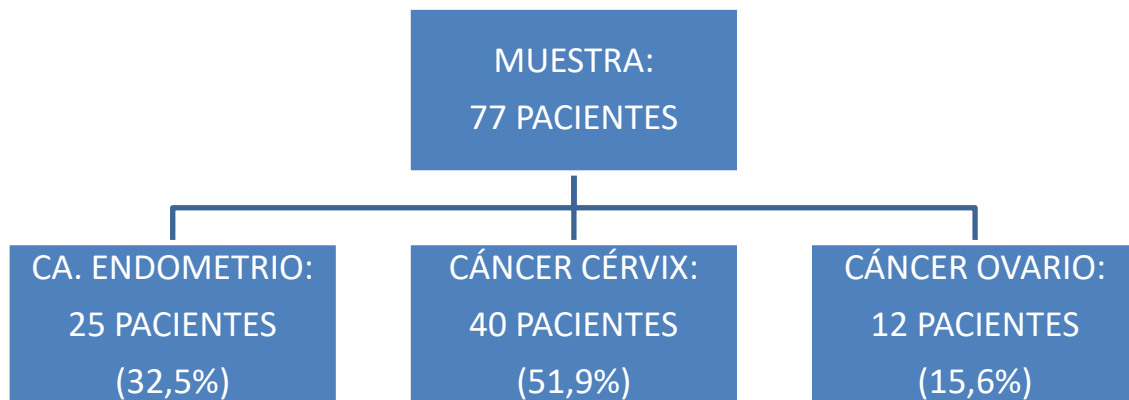 MUESTRA:
77 PACIENTES
CA. ENDOMETRIO:
25 PACIENTES
(32,5%)
CÁNCER CÉRVIX:
40 PACIENTES
(51,9%)
CÁNCER OVARIO:
12 PACIENTES
(15,6%)